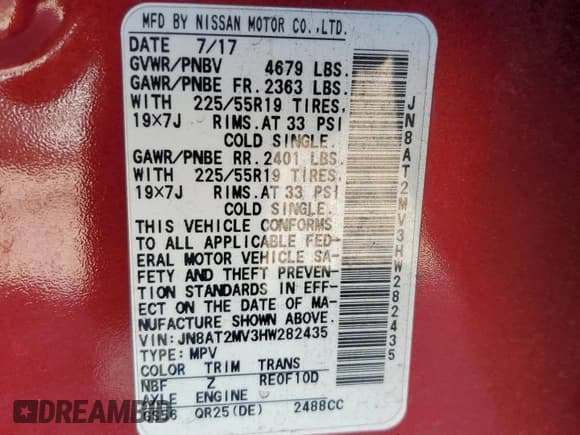 MFD BY NISSAN MOTOR CO.,LTD.
DATE 7/17
GVWR/PNBV 4679 LBS.
GAWR/PNBE FR. 2363 LBS.
WITH 225/55R19 TIRES,
19×7J RIMS.AT 33 PSI
COLD SINGLE.
GAWR/PNBE RR. 2401 LBS.
WITH 225/55R19 TIRES,
19×7J RIMS.AT 33 PSI
COLD SINGLE.
THIS VEHICLE CONFORMS
TO ALL APPLICABLE FED-
ERAL MOTOR VEHICLE SA-
FETY AND THEFT PREVEN-
TION STANDARDS IN EFF-
ECT ON THE DATE OF MA-
NUFACTURE SHOWN ABOVE.
VIN:JN8AT2MV3HW282435
TYPE:MPV
COLOR TRIM TRANS
NBF Z RE0F10D
AXLE ENGINE
QR25(DE) 2488CC
JN8AT2MV3HW282435
DREAMBID